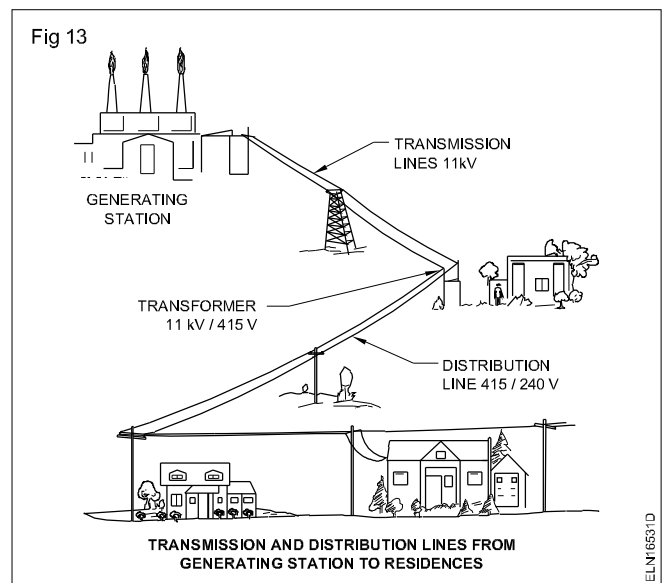 Fig 13
TRANSMISSION
LINES 11kV
GENERATING
STATION
TRANSFORMER
11 kV / 415 V
DISTRIBUTION
LINE 415 / 240 V
TRANSMISSION AND DISTRIBUTION LINES FROM
GENERATING STATION TO RESIDENCES
ELN16531D